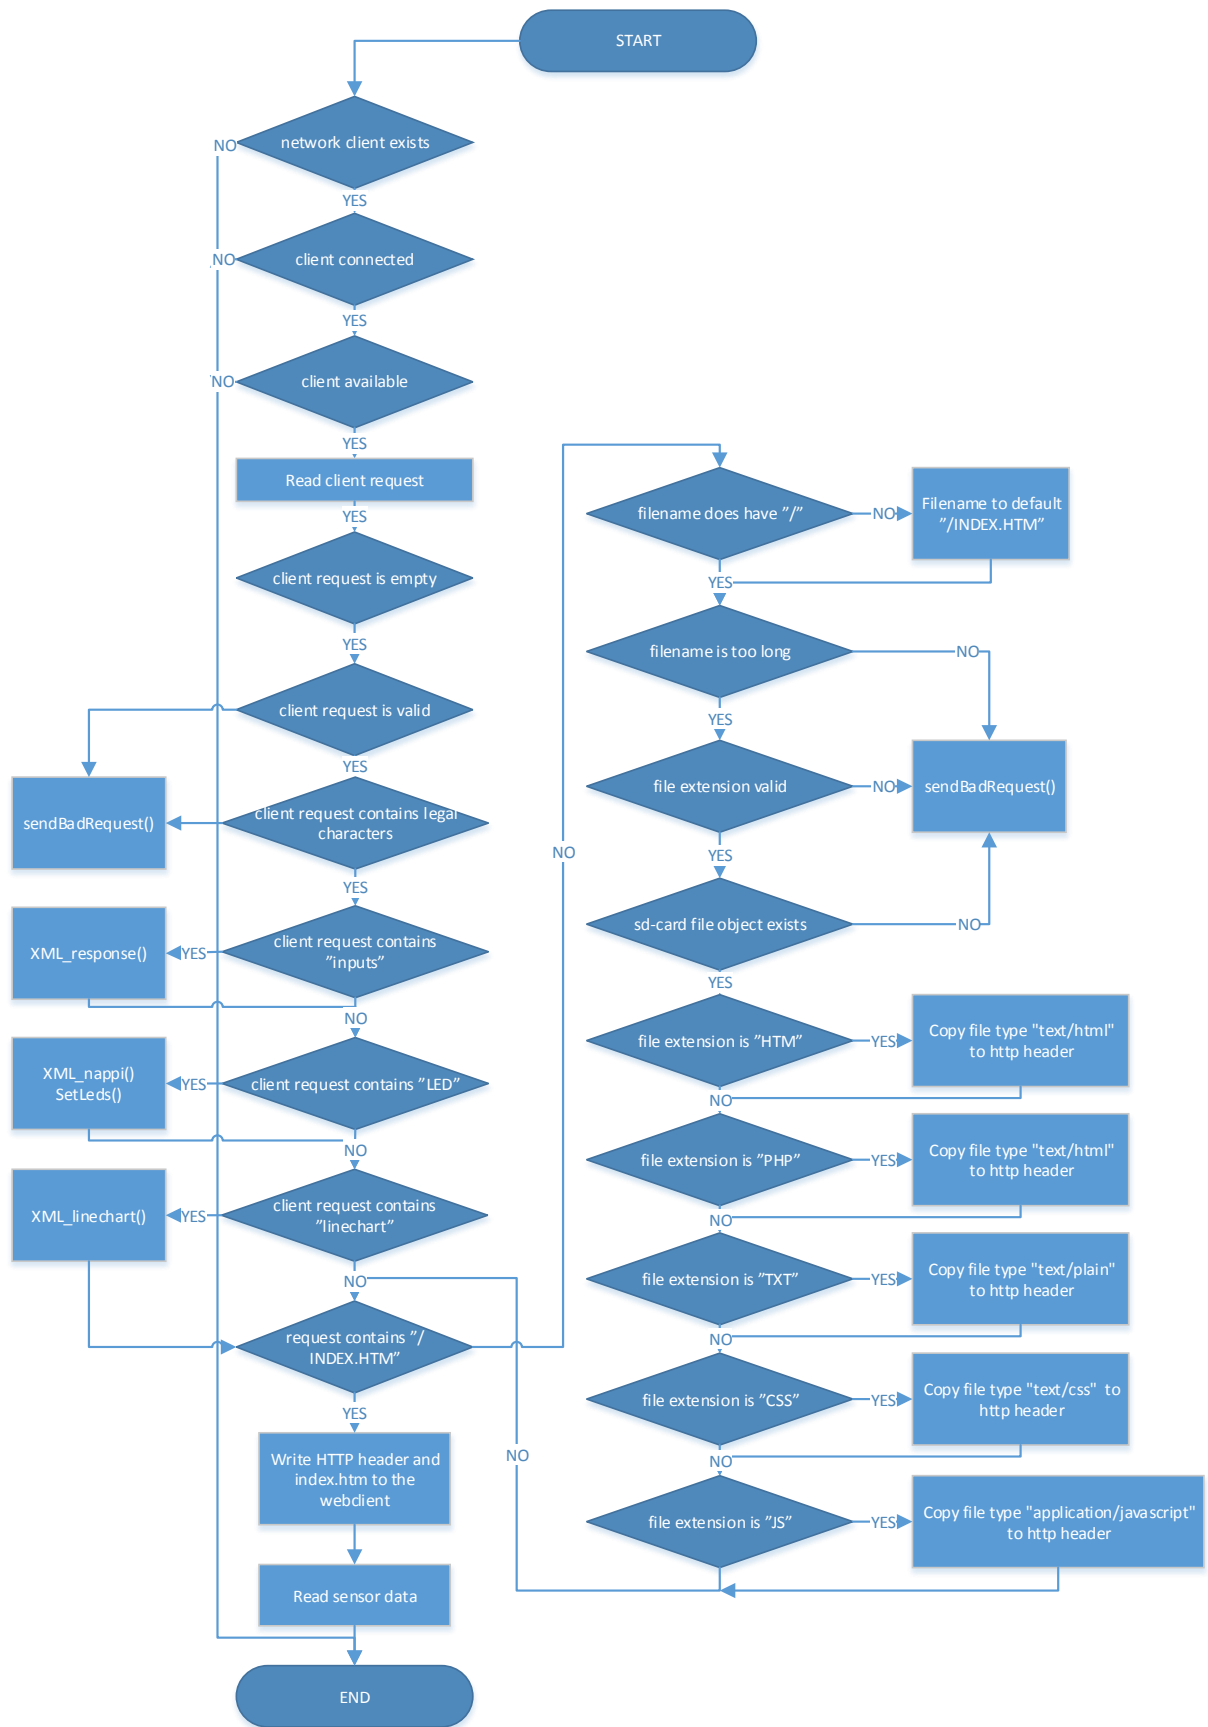 START
network client exists
NO
YES
client connected
NO
YES
client available
NO
YES
Read client request
YES
client request is empty
YES
client request is valid
YES
sendBadRequest()
client request contains legal
characters
YES
XML_response()
YES
client request contains
”inputs”
NO
XML_nappi()
SetLeds()
YES
client request contains ”LED”
NO
XML_linechart()
YES
client request contains
”linechart”
NO
request contains ”/
INDEX.HTM”
YES
Write HTTP header and
index.htm to the
webclient
Read sensor data
END
NO
NO
filename does have ”/”
NO
Filename to default
”/INDEX.HTM”
YES
filename is too long
NO
YES
file extension valid
NO
sendBadRequest()
YES
sd-card file object exists
NO
YES
file extension is ”HTM”
YES
Copy file type "text/html"
to http header
NO
file extension is ”PHP”
YES
Copy file type "text/html"
to http header
NO
file extension is ”TXT”
YES
Copy file type "text/plain"
to http header
NO
file extension is ”CSS”
YES
Copy file type "text/css"  to
http header
NO
file extension is ”JS”
YES
Copy file type "application/javascript"
to http header